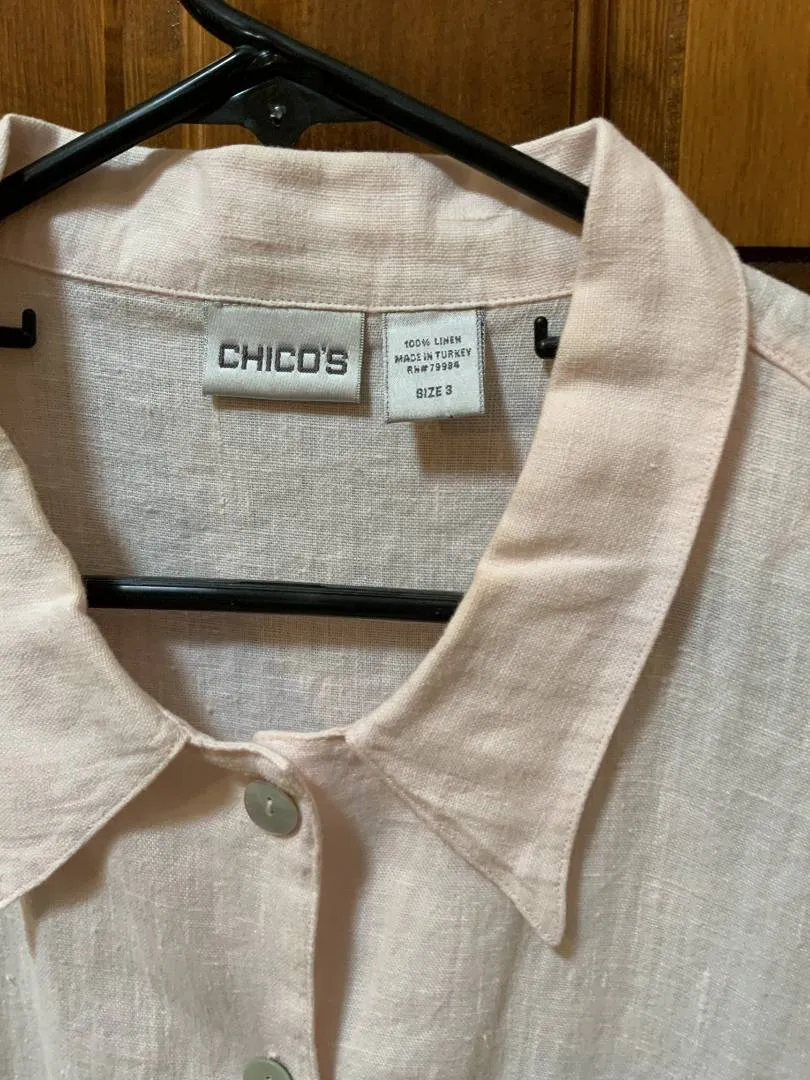 CHICO'S
100% LINEN
MADE IN TURKEY
RN# 79984
SIZE 3